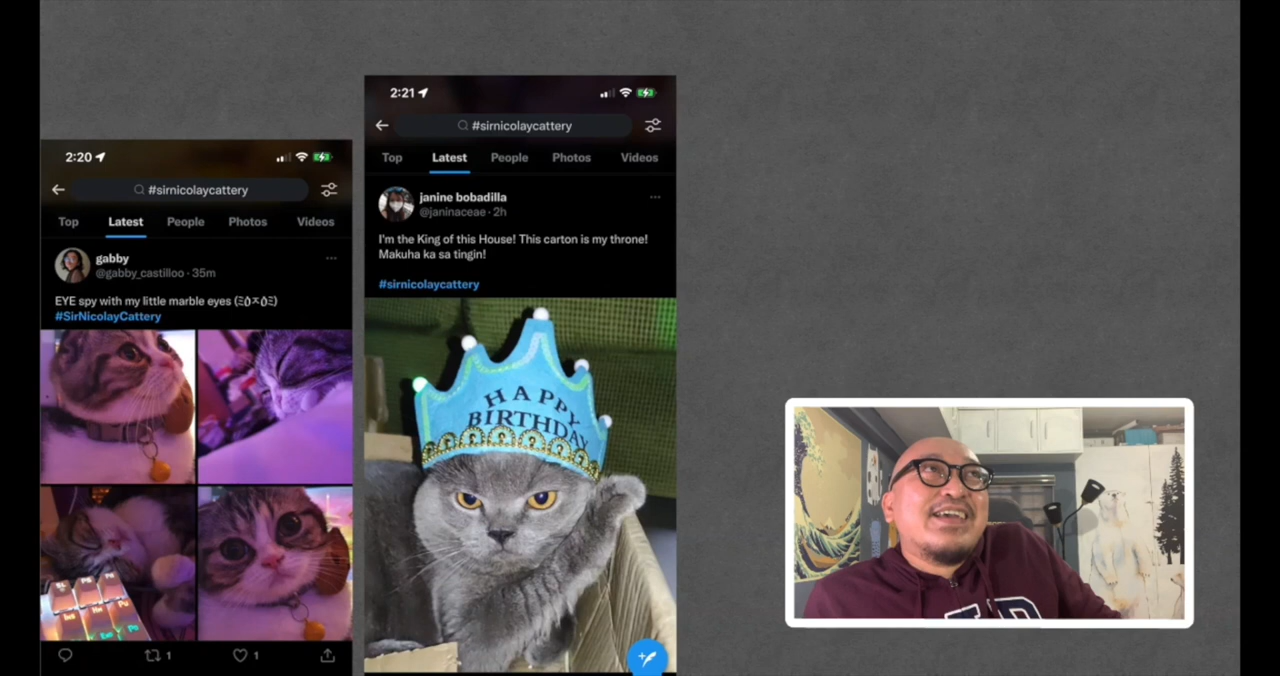 2:20
#sirnicolaycattery
Top Latest People Photos Videos
gabby
@gabby_castilloo · 35m
EYE spy with my little marble eyes
#SirNicolayCattery
1 1
2:21
#sirnicolaycattery
Top Latest People Photos Videos
janine bobadilla
@janinaceae · 2h
I'm the King of this House! This carton is my throne!
Makuha ka sa tingin!
#sirnicolaycattery
HAPPY
BIRTHDAY